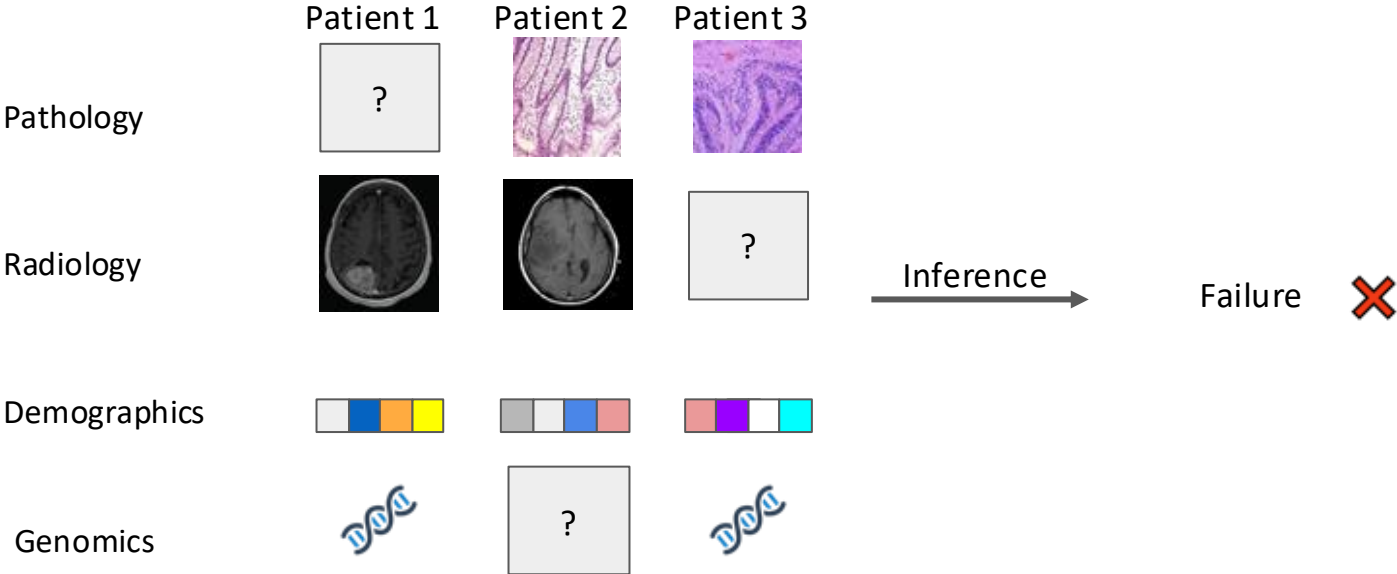 Patient 1 Patient 2 Patient 3
Pathology
?
Radiology
?
Inference
Failure
Demographics
Genomics
?